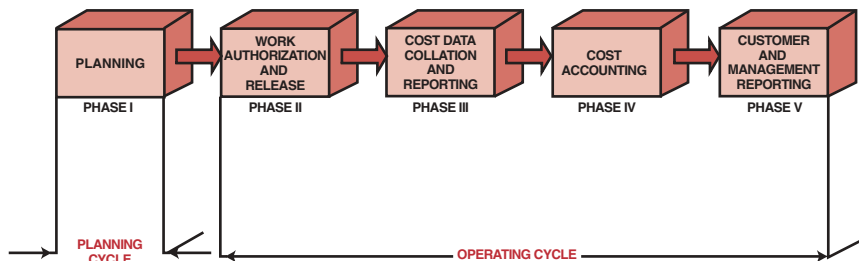 PLANNING
PHASE I
WORK
AUTHORIZATION
AND
RELEASE
PHASE II
COST DATA
COLLATION
AND
REPORTING
PHASE III
COST
ACCOUNTING
PHASE IV
CUSTOMER
AND
MANAGEMENT
REPORTING
PHASE V
PLANNING
CYCLE
OPERATING CYCLE